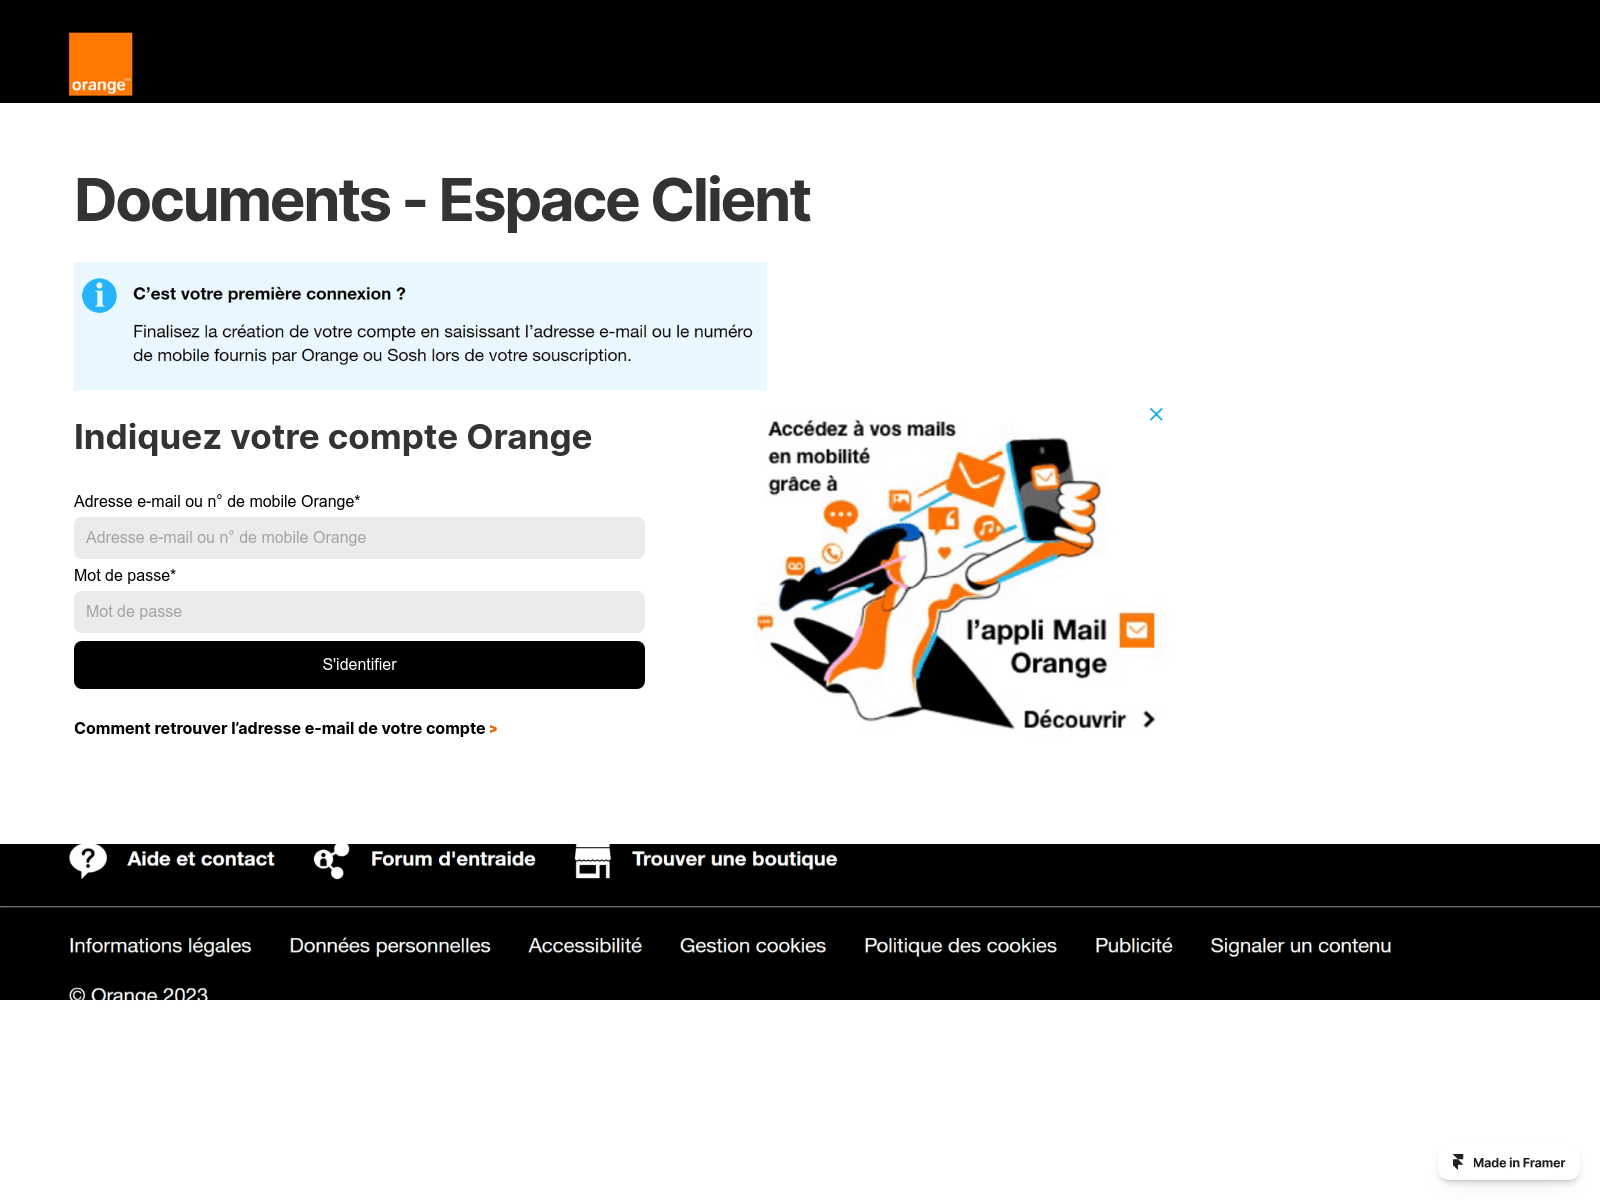 orange™
Documents - Espace Client
C’est votre première connexion ?
Finalisez la création de votre compte en saisissant l’adresse e-mail ou le numéro
de mobile fournis par Orange ou Sosh lors de votre souscription.
Indiquez votre compte Orange
Adresse e-mail ou n° de mobile Orange*
Adresse e-mail ou n° de mobile Orange
Mot de passe*
Mot de passe
S'identifier
Comment retrouver l’adresse e-mail de votre compte >
Accédez à vos mails
en mobilité
grâce à
l’appli Mail
Orange
Découvrir
Aide et contact
Forum d'entraide
Trouver une boutique
Informations légales
Données personnelles
Accessibilité
Gestion cookies
Politique des cookies
Publicité
Signaler un contenu
© Orange 2023
Made in Framer